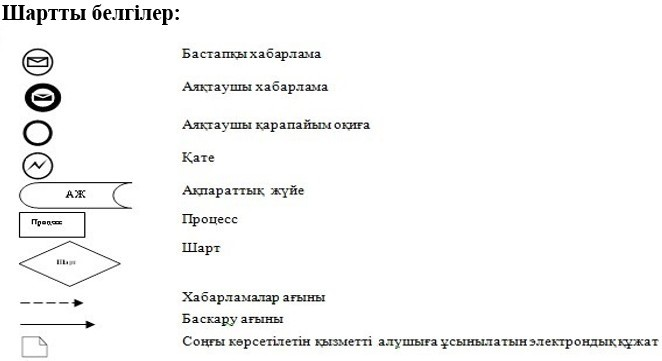 Шартты белгілер:
Бастапқы хабарлама
Аяқтаушы хабарлама
Аяқтаушы қарапайым оқиға
Қате
АЖ Ақпараттық жүйе
Процесс Процесс
Шарт Шарт
Хабарламалар ағыны
Баскару ағыны
Соңғы көрсетілетін қызметті алушыға ұсынылатын электрондық құжат